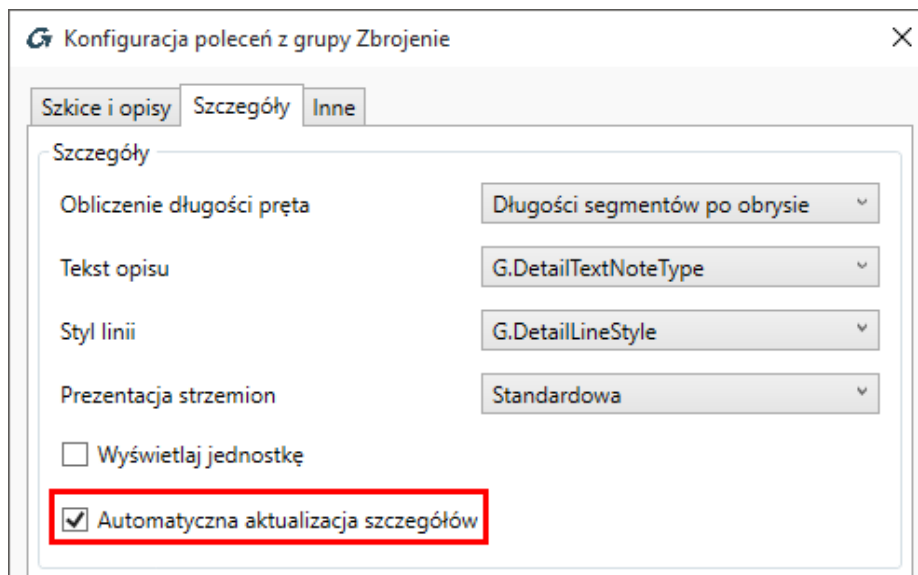 Konfiguracja poleceń z grupy Zbrojenie
Szkice i opisy Szczegóły Inne
Szczegóły
Obliczenie długości pręta Długości segmentów po obrysie
Tekst opisu G.DetailTextNoteType
Styl linii G.DetailLineStyle
Prezentacja strzemion Standardowa
Wyświetlaj jednostkę
Automatyczna aktualizacja szczegółów